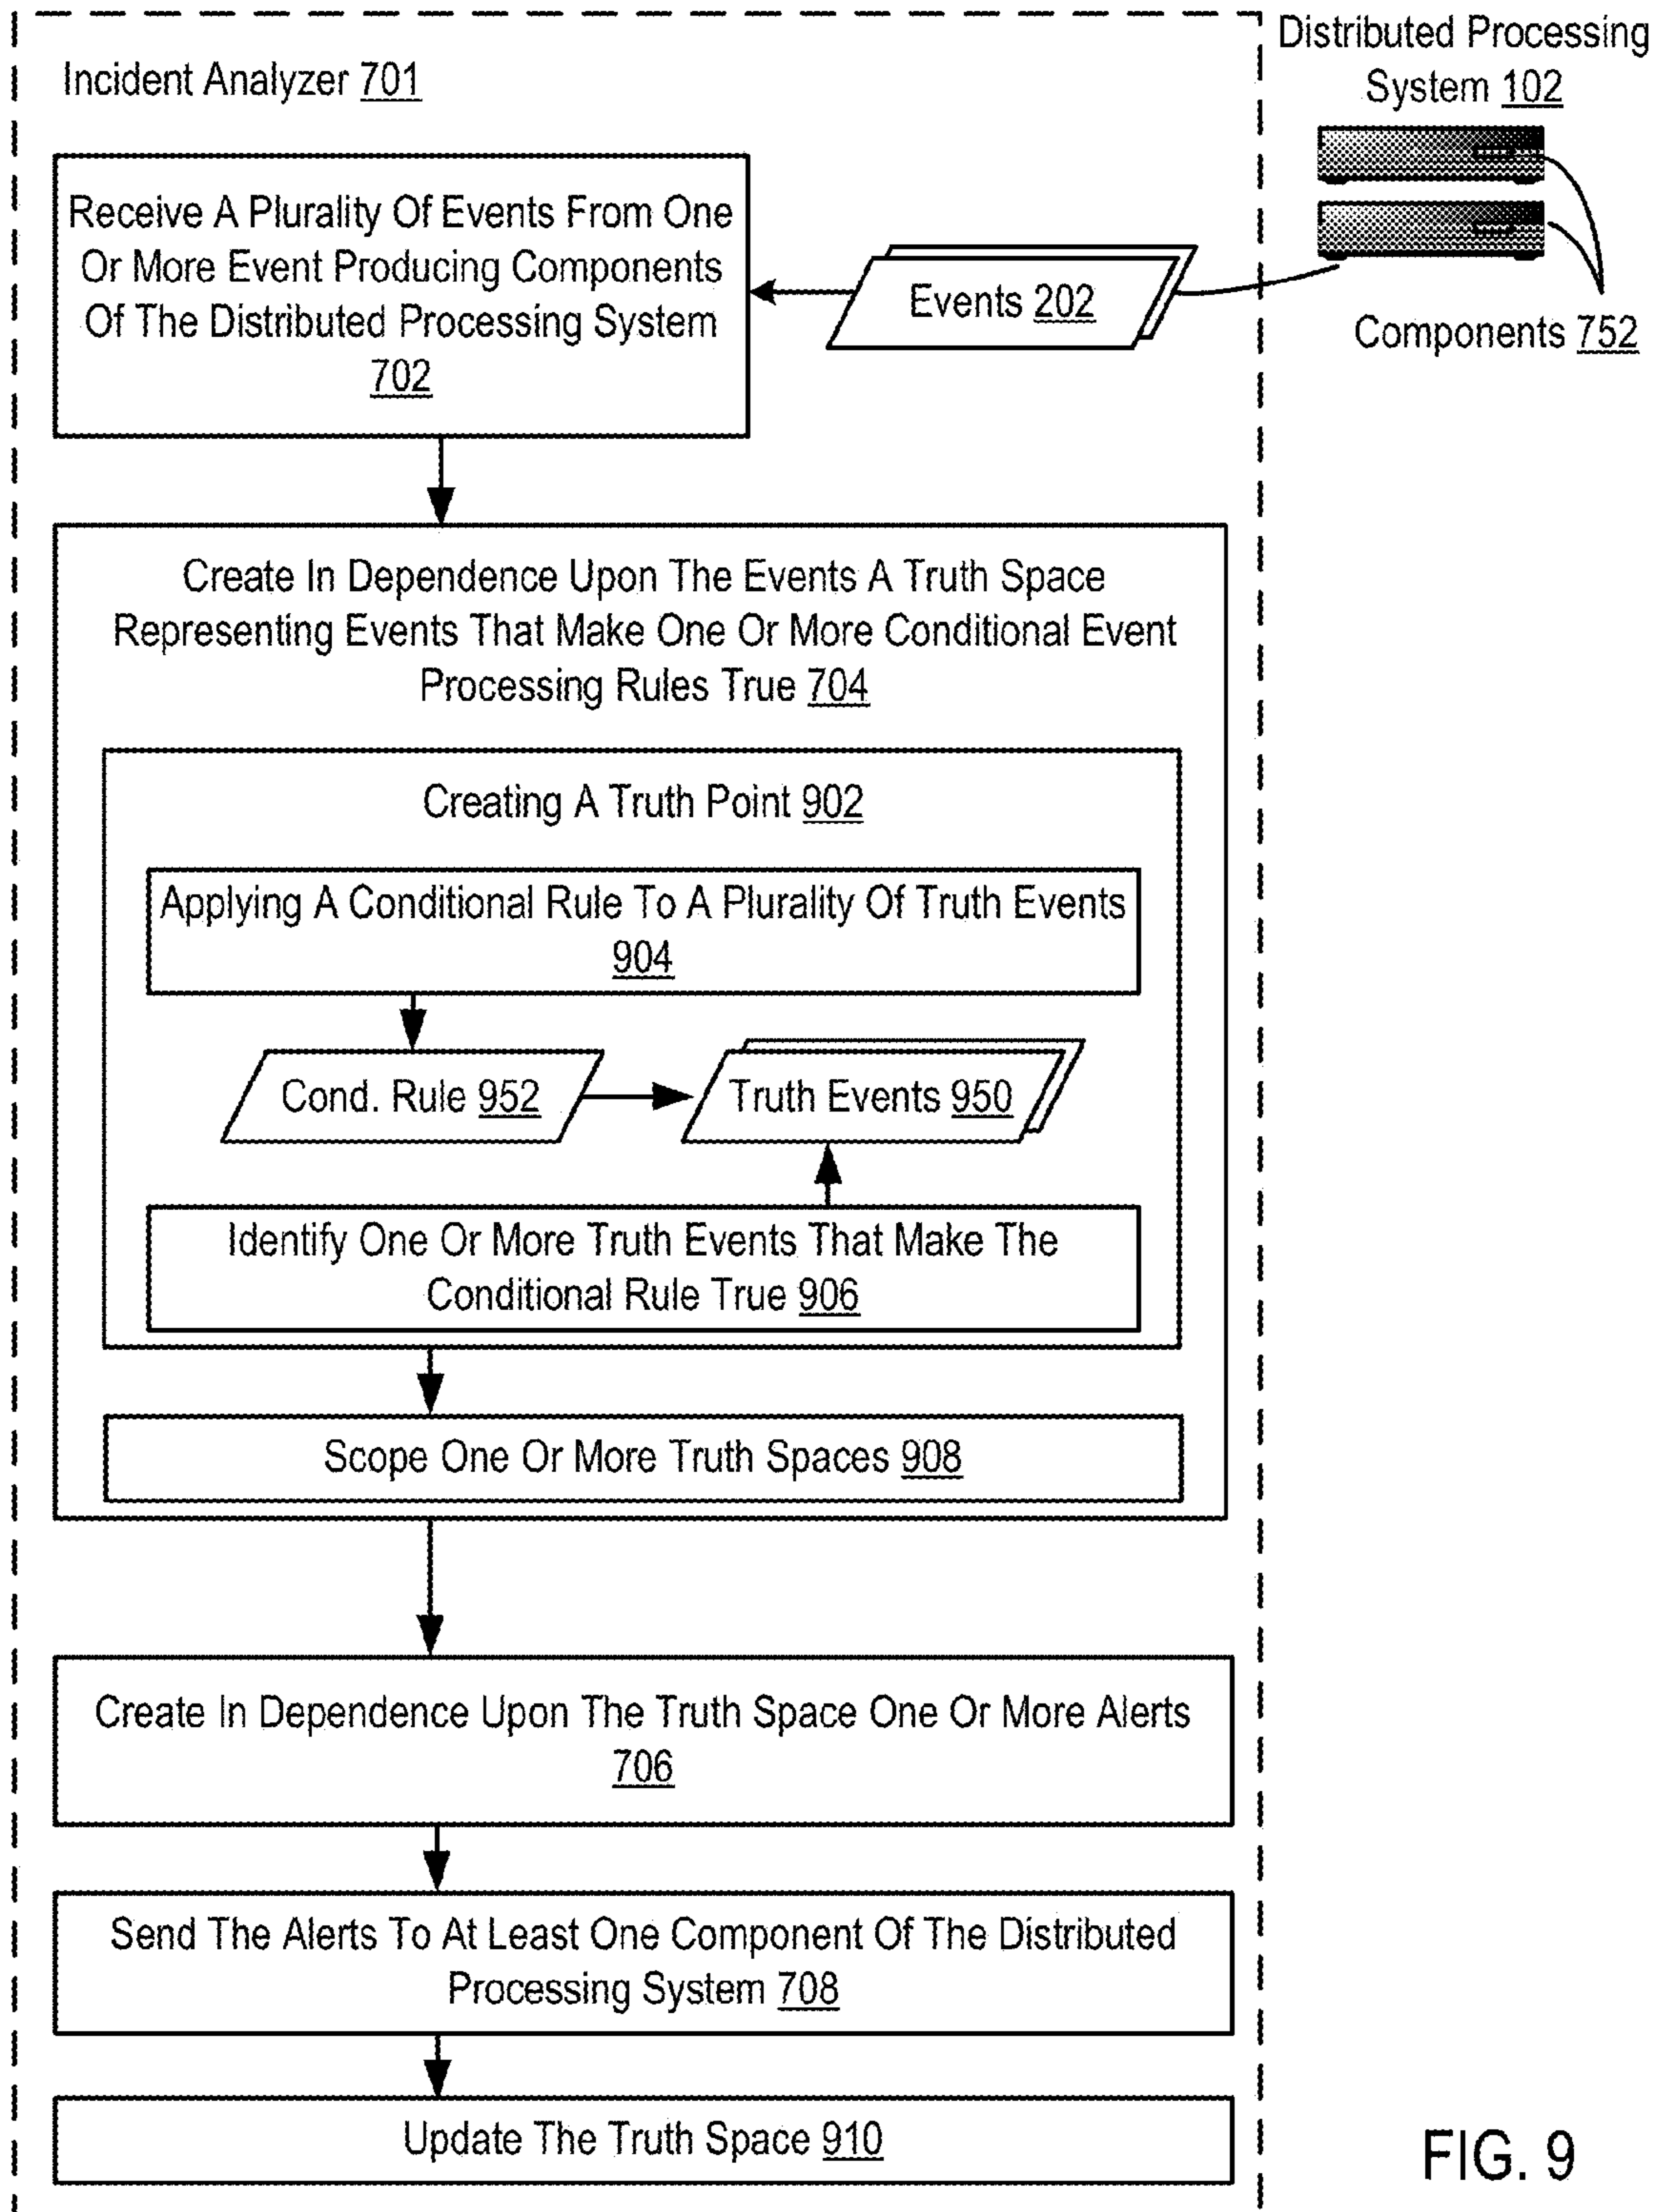 Distributed Processing
System 102
Incident Analyzer 701
Receive A Plurality Of Events From One
Or More Event Producing Components
Of The Distributed Processing System
702
Events 202
Components 752
Create In Dependence Upon The Events A Truth Space
Representing Events That Make One Or More Conditional Event
Processing Rules True 704
Creating A Truth Point 902
Applying A Conditional Rule To A Plurality Of Truth Events
904
Cond. Rule 952
Truth Events 950
Identify One Or More Truth Events That Make The
Conditional Rule True 906
Scope One Or More Truth Spaces 908
Create In Dependence Upon The Truth Space One Or More Alerts
706
Send The Alerts To At Least One Component Of The Distributed
Processing System 708
Update The Truth Space 910
FIG. 9